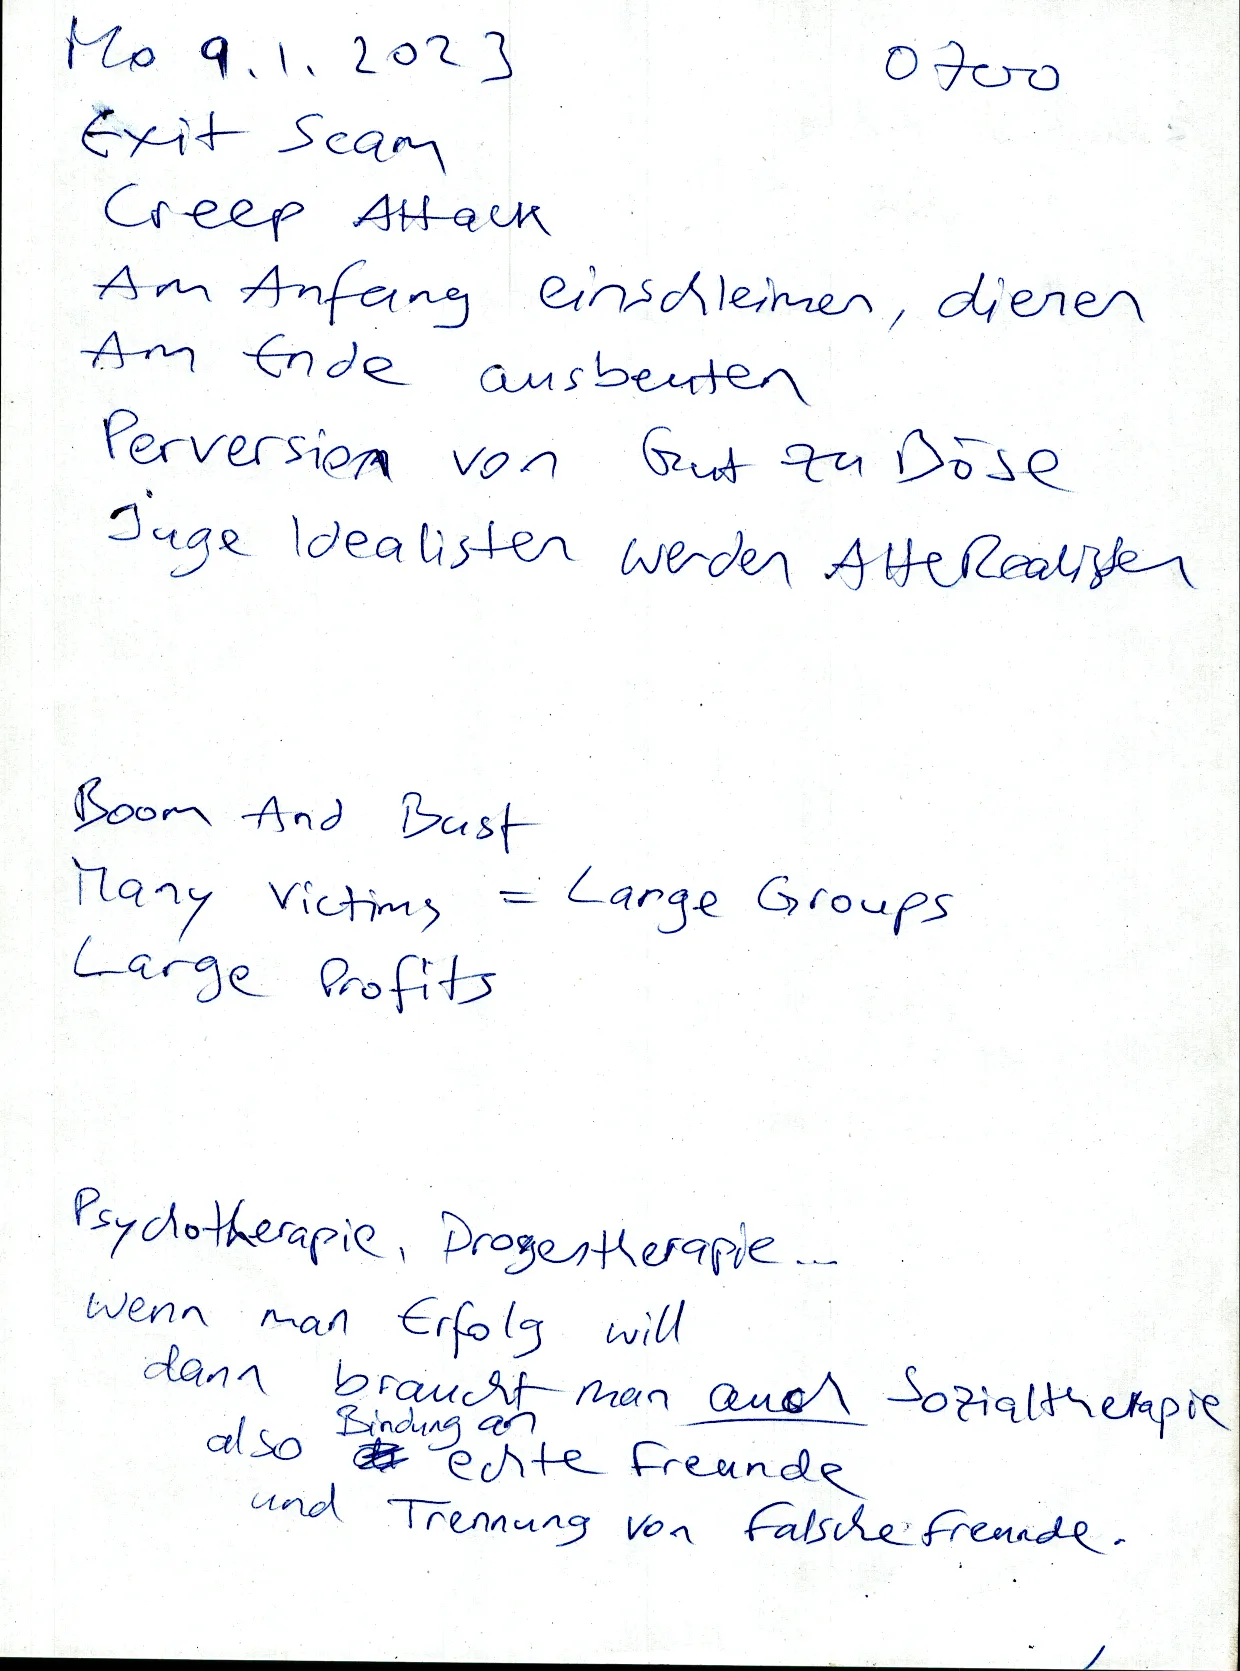 Mo 9.1.2023 0700
Exit Scam
Creep Attack
Am Anfang einschleimen, dienen
Am Ende ausbeuten
Perversion von Gut zu Böse
Juge Idealisten werden Alte Realisten
Boom And Bust
Many Victims = Large Groups
Large Profits
Psychotherapie, Drogentherapie...
wenn man Erfolg will
dann braucht man auch Sozialtherapie
also Bindung an echte Freunde
und Trennung von falsche Freunde.